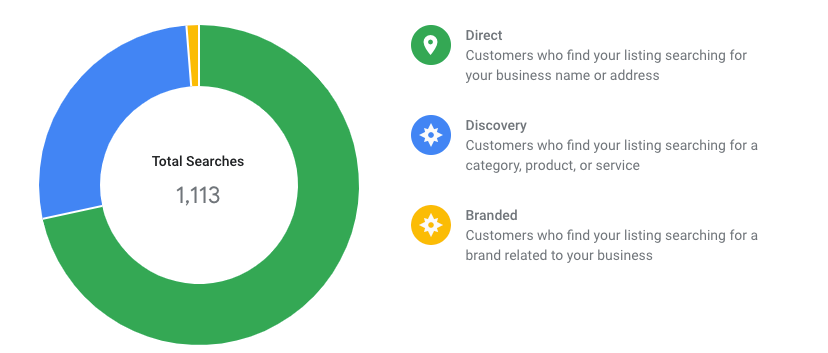 Total Searches
1,113
Direct
Customers who find your listing searching for
your business name or address
Discovery
Customers who find your listing searching for a
category, product, or service
Branded
Customers who find your listing searching for a
brand related to your business